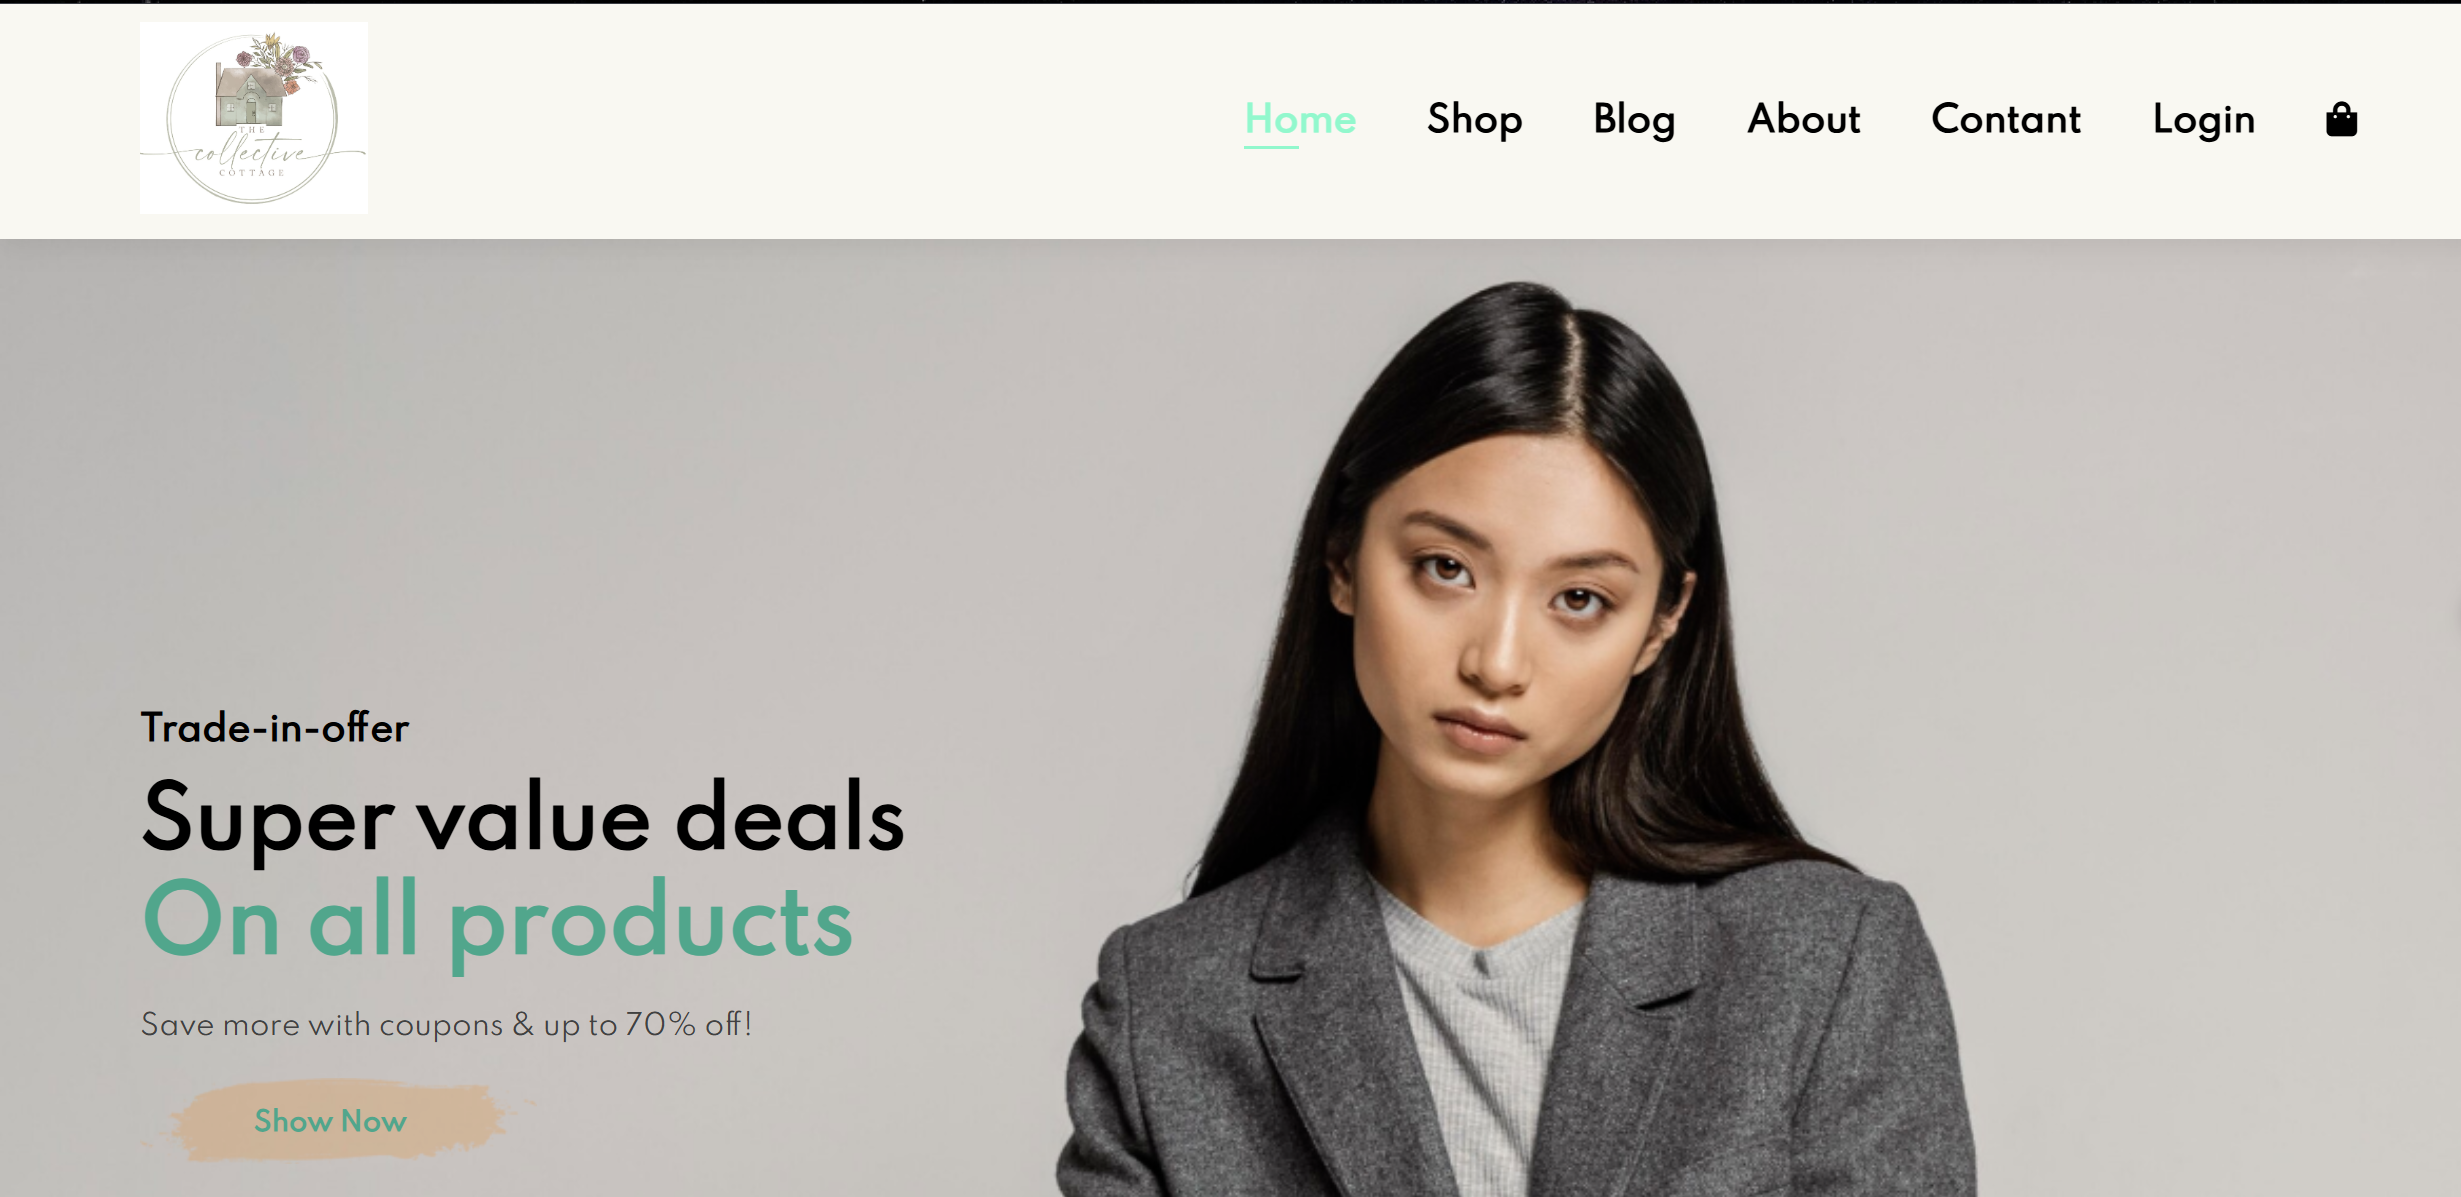 THE
collective
COTTAGE
Home Shop Blog About Contant Login
Trade-in-offer
Super value deals
On all products
Save more with coupons & up to 70% off!
Show Now